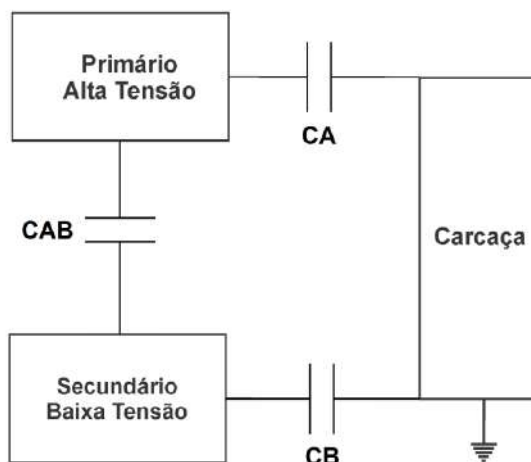 Primário
Alta Tensão
CA
CAB
Carcaça
Secundário
Baixa Tensão
CB